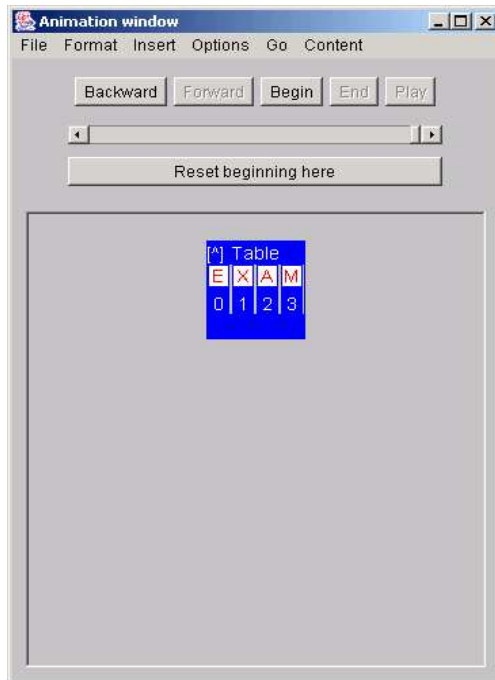 Animation window
File Format Insert Options Go Content
Backward Forward Begin End Play
Reset beginning here
[^] Table
E X A M
0 1 2 3